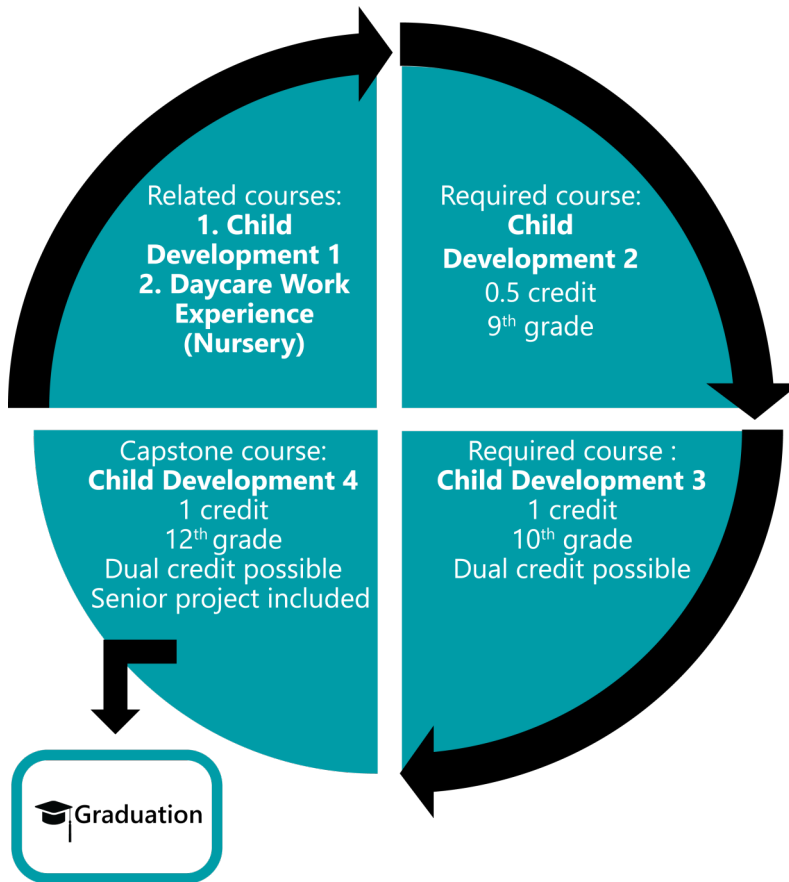 Related courses:
1. Child
Development 1
2. Daycare Work
Experience
(Nursery)
Required course:
Child
Development 2
0.5 credit
9th grade
Required course :
Child Development 3
1 credit
10th grade
Dual credit possible
Capstone course:
Child Development 4
1 credit
12th grade
Dual credit possible
Senior project included
Graduation